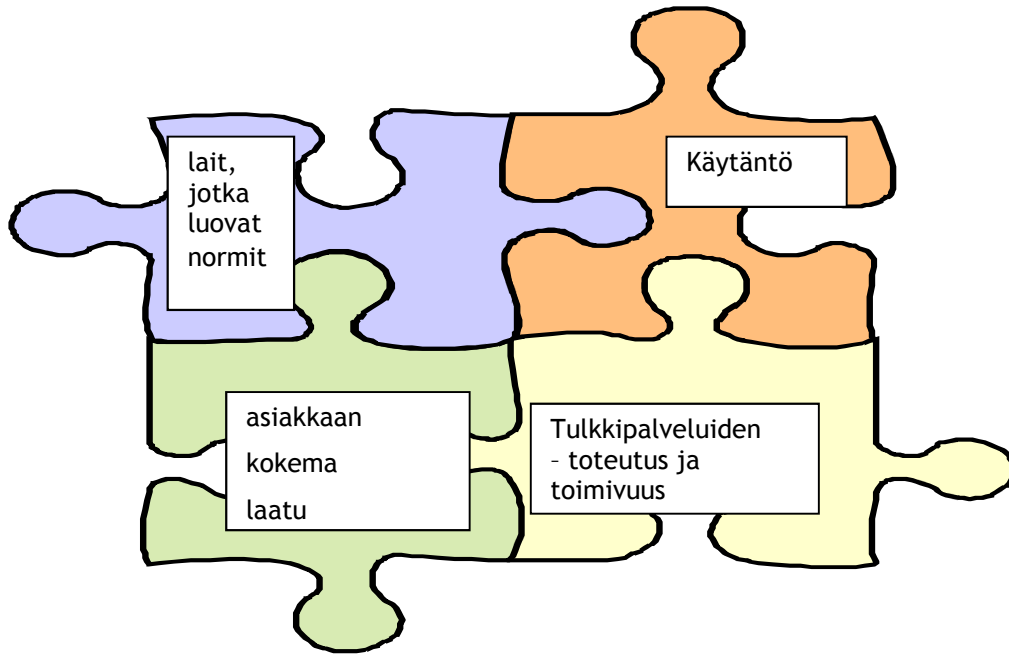 lait,
jotka
luovat
normit
Käytäntö
asiakkaan
kokema
laatu
Tulkkipalveluiden
– toteutus ja
toimivuus